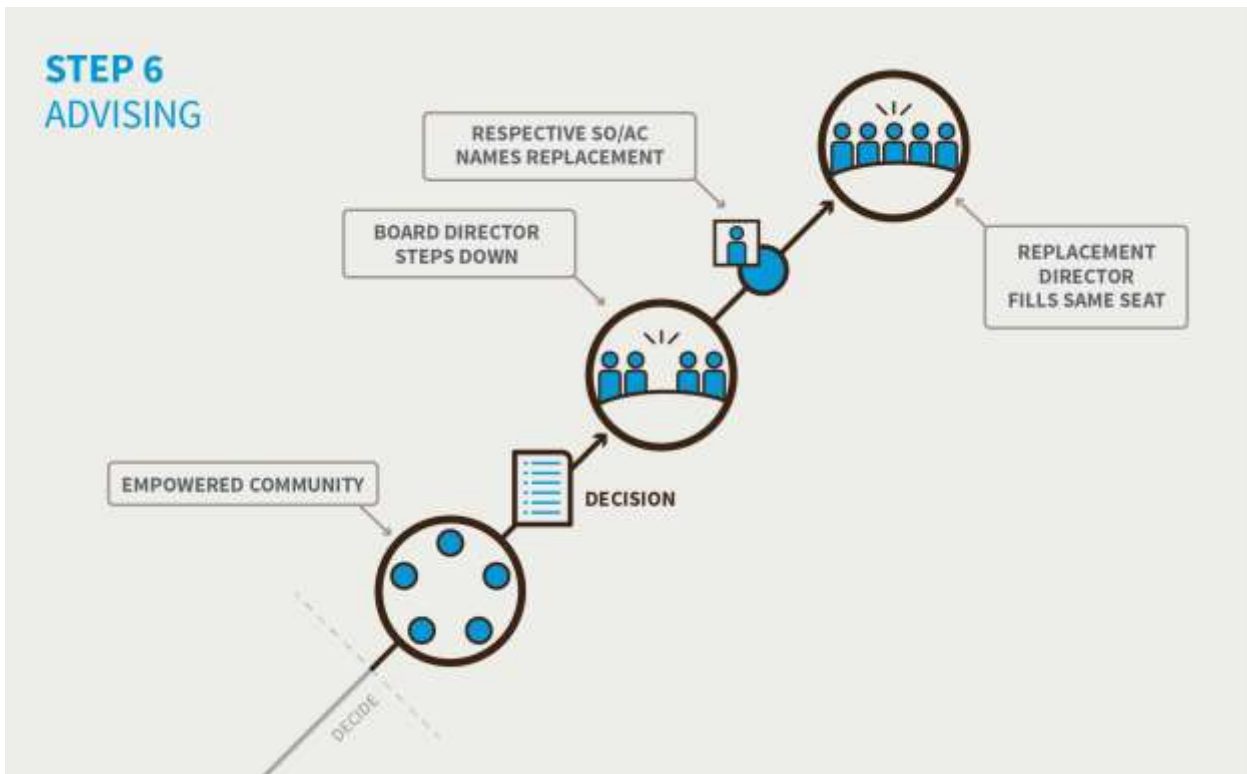 STEP 6
ADVISING
RESPECTIVE SO/AC
NAMES REPLACEMENT
BOARD DIRECTOR
STEPS DOWN
REPLACEMENT
DIRECTOR
FILLS SAME SEAT
EMPOWERED COMMUNITY
DECISION
DECIDE